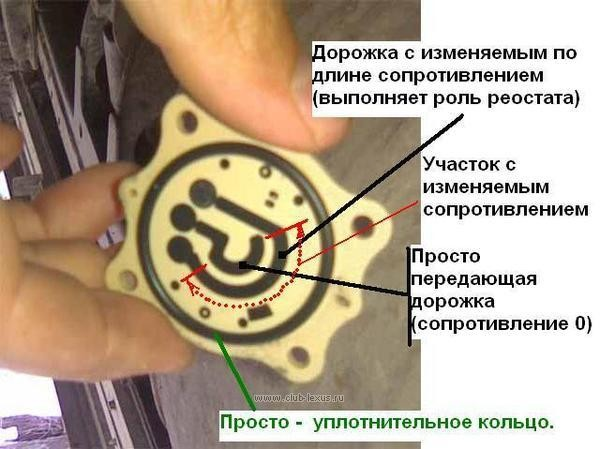 Дорожка с изменяемым по
длине сопротивлением
(выполняет роль реостата)
Участок с
изменяемым
сопротивлением
Просто
передающая
дорожка
(сопротивление 0)
www.club-lexus.ru
Просто - уплотнительное кольцо.